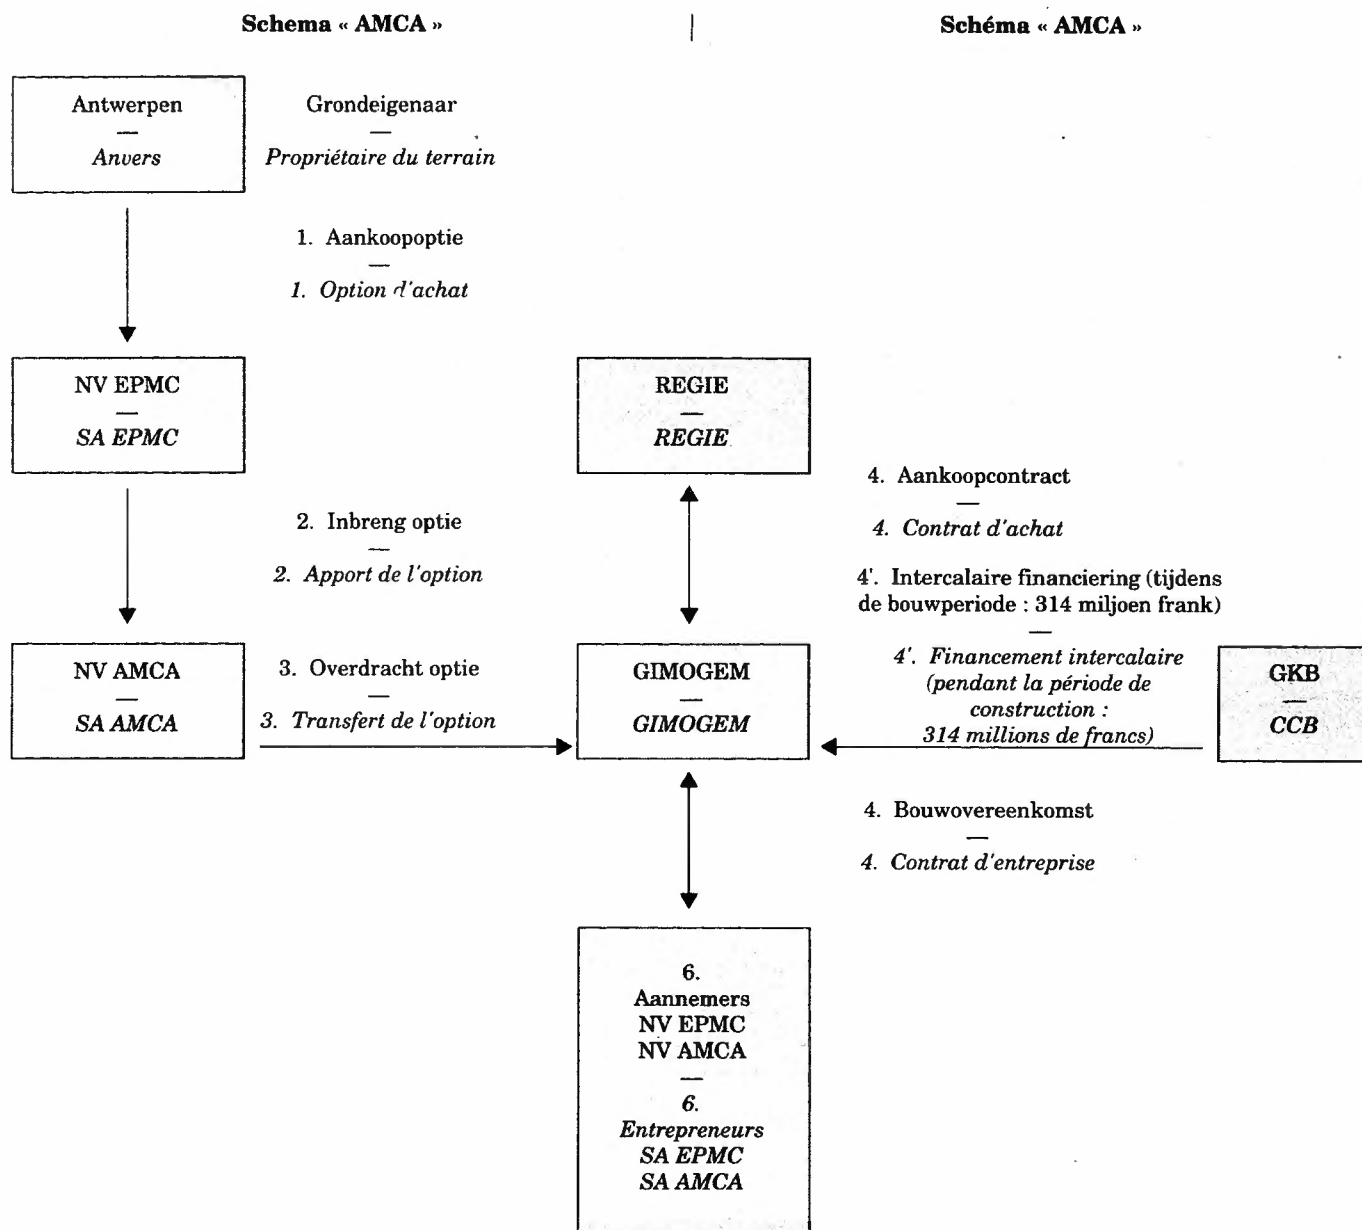 Schema « AMCA »
Schéma « AMCA »
Antwerpen
—
Anvers
Grondeigenaar
—
Propriétaire du terrain
1. Aankoopoptie
—
1. Option d'achat
NV EPMC
—
SA EPMC
REGIE
—
REGIE
2. Inbreng optie
—
2. Apport de l'option
4. Aankoopcontract
—
4. Contrat d'achat
4'. Intercalaire financiering (tijdens
de bouwperiode : 314 miljoen frank)
—
4'. Financement intercalaire
(pendant la période de
construction :
314 millions de francs)
NV AMCA
—
SA AMCA
3. Overdracht optie
—
3. Transfert de l'option
GIMOGEM
—
GIMOGEM
GKB
—
CCB
4. Bouwovereenkomst
—
4. Contrat d'entreprise
6.
Aannemers
NV EPMC
NV AMCA
—
6.
Entrepreneurs
SA EPMC
SA AMCA